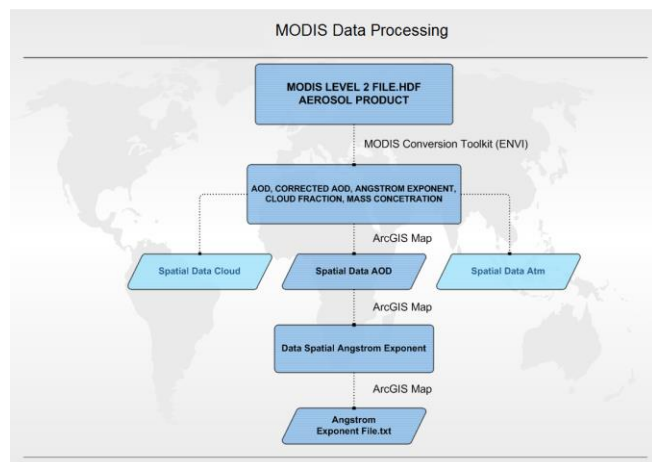 MODIS Data Processing
MODIS LEVEL 2 FILE.HDF
AEROSOL PRODUCT
MODIS Conversion Toolkit (ENVI)
AOD, CORRECTED AOD, ANGSTROM EXPONENT,
CLOUD FRACTION, MASS CONCETRATION
ArcGIS Map
Spatial Data Cloud
Spatial Data AOD
Spatial Data Atm
ArcGIS Map
Data Spatial Angstrom Exponent
ArcGIS Map
Angstrom
Exponent File.txt